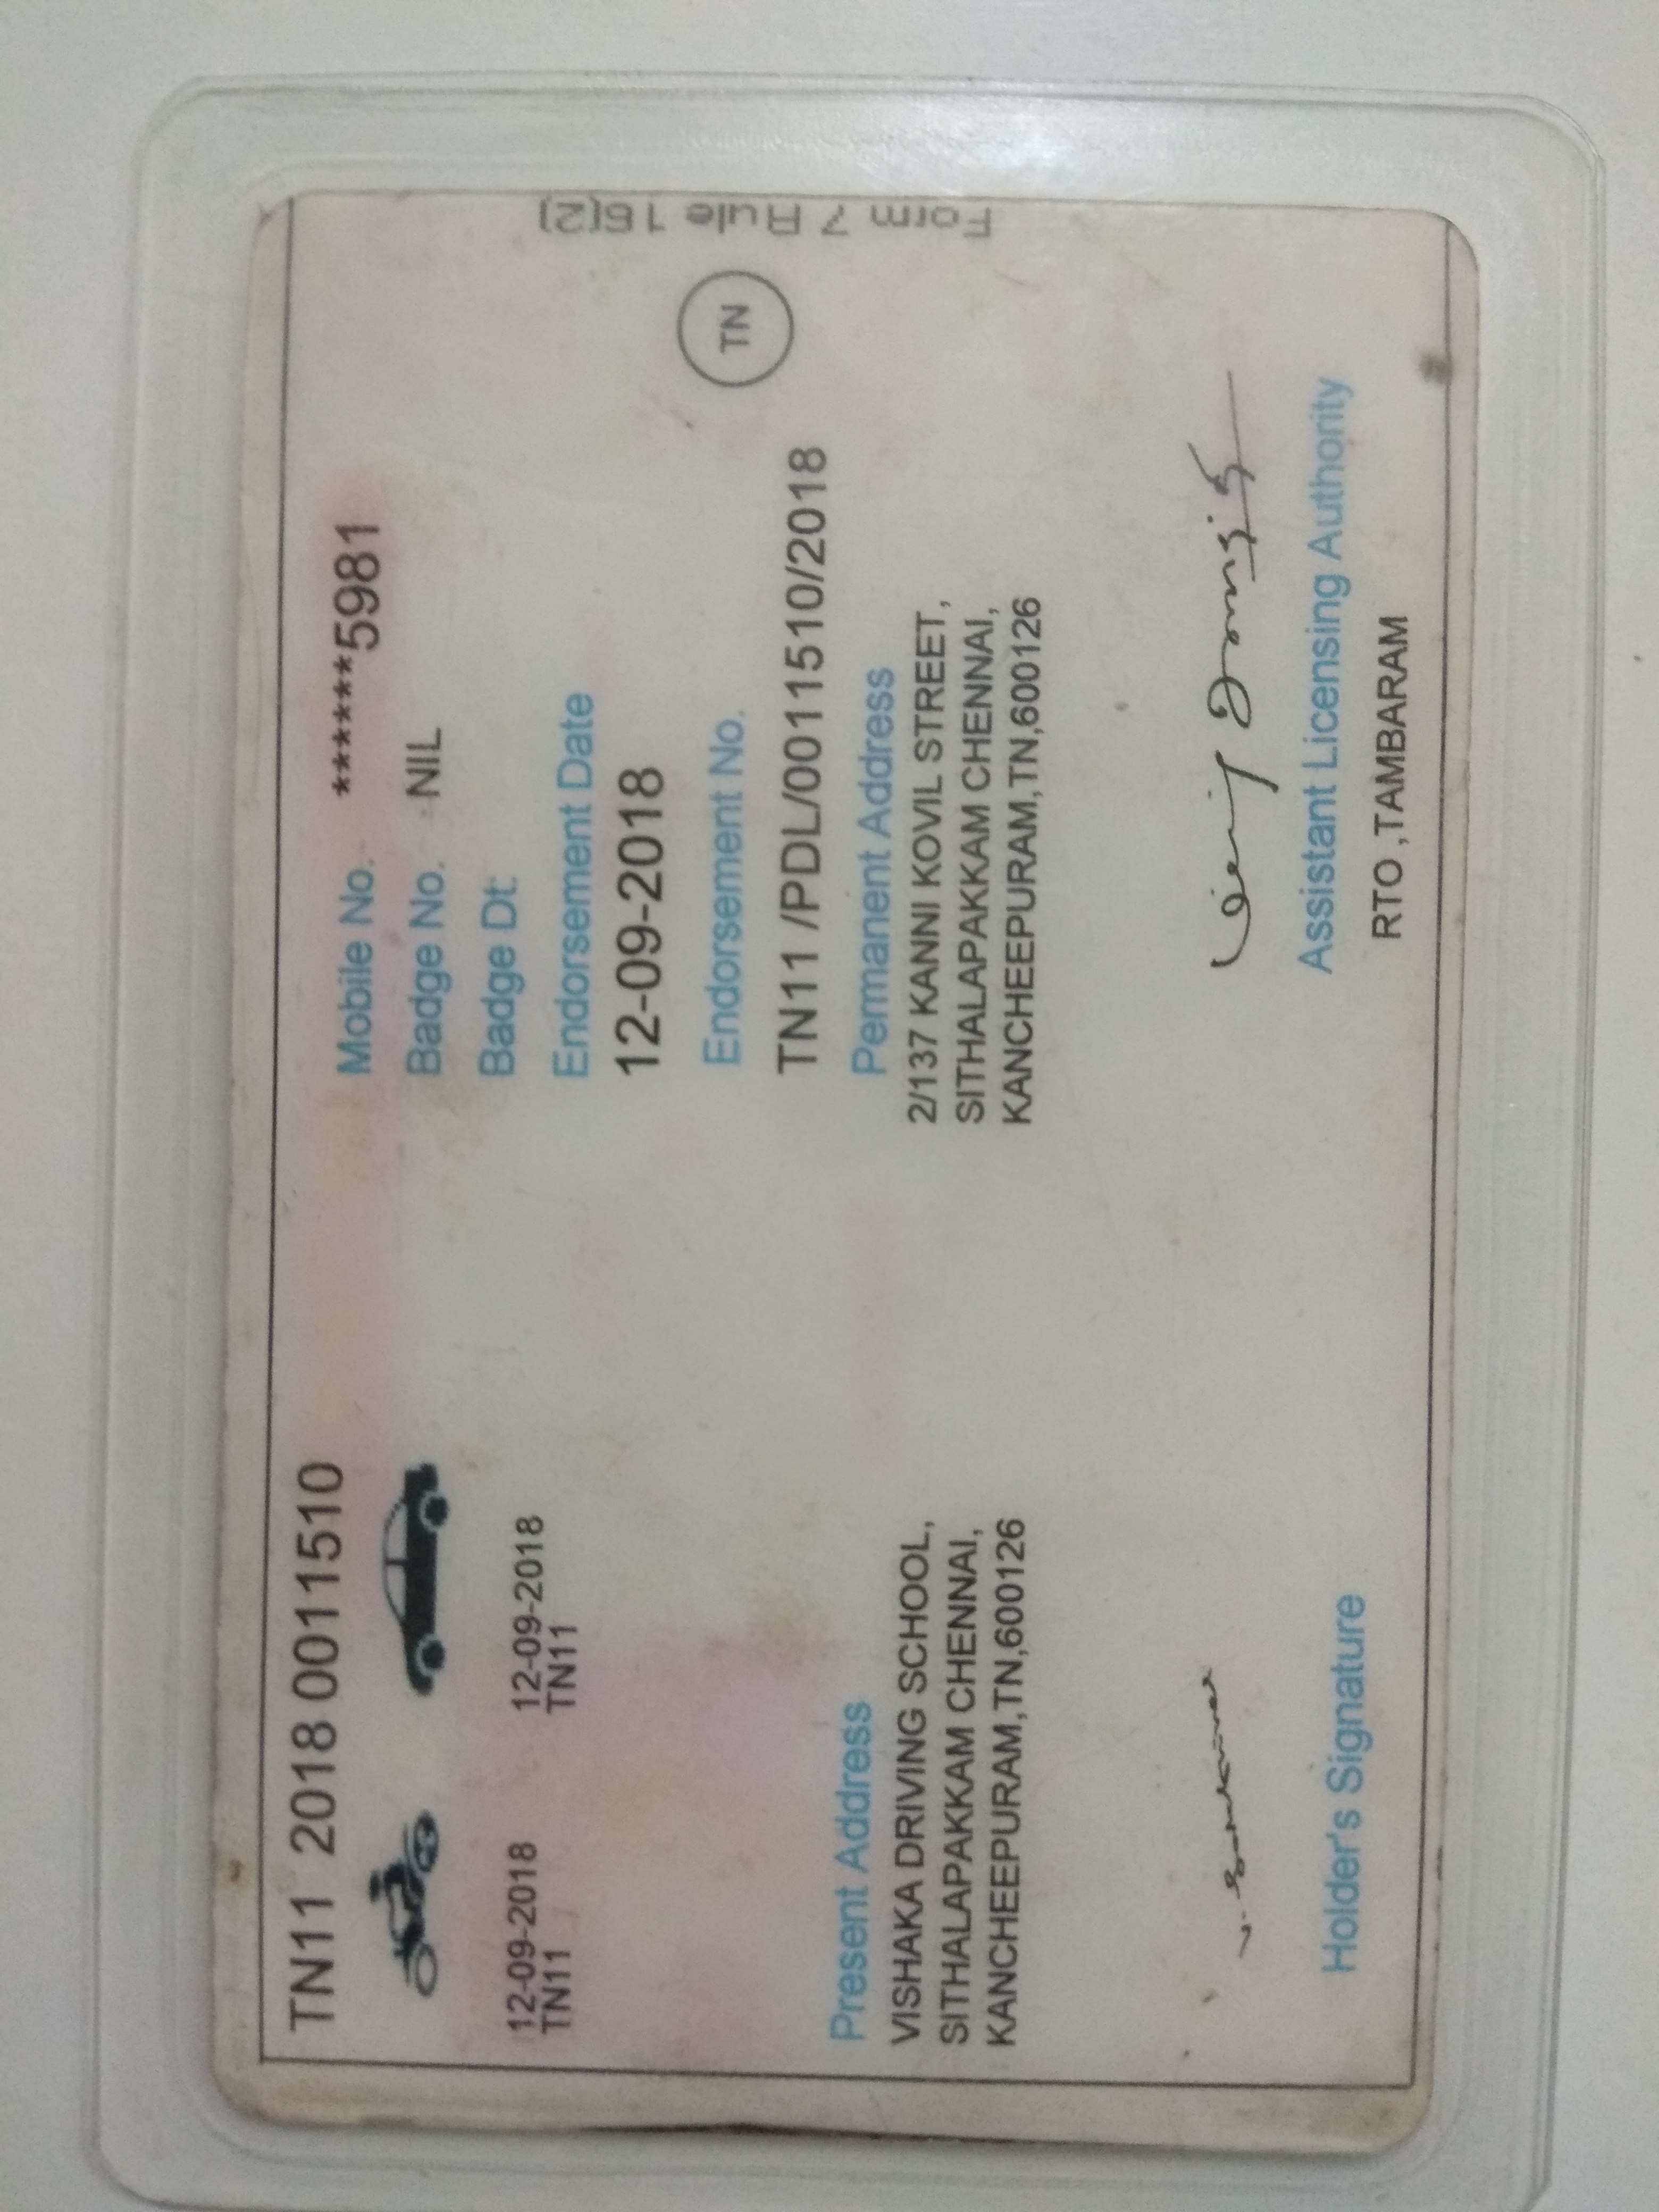 TN11 2018 0011510
12-09-2018
TN11
12-09-2018
TN11
Mobile No. ******5981
Badge No. NIL
Badge Dt.
Endorsement Date
12-09-2018
Endorsement No.
TN11 /PDL/0011510/2018
TN
Form 7 Rule 16(2)
Present Address
VISHAKA DRIVING SCHOOL,
SITHALAPAKKAM CHENNAI,
KANCHEEPURAM,TN,600126
Permanent Address
2/137 KANNI KOVIL STREET,
SITHALAPAKKAM CHENNAI,
KANCHEEPURAM,TN,600126
Holder's Signature
Assistant Licensing Authority
RTO ,TAMBARAM